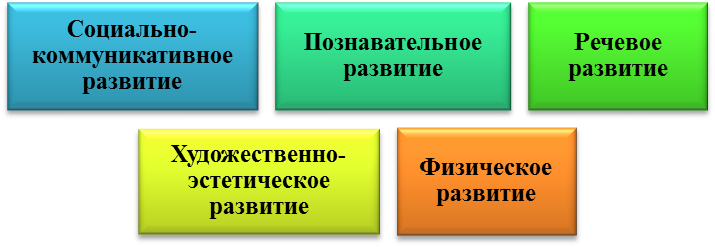 Социально-
коммуникативное
развитие
Познавательное
развитие
Речевое
развитие
Художественно-
эстетическое
развитие
Физическое
развитие